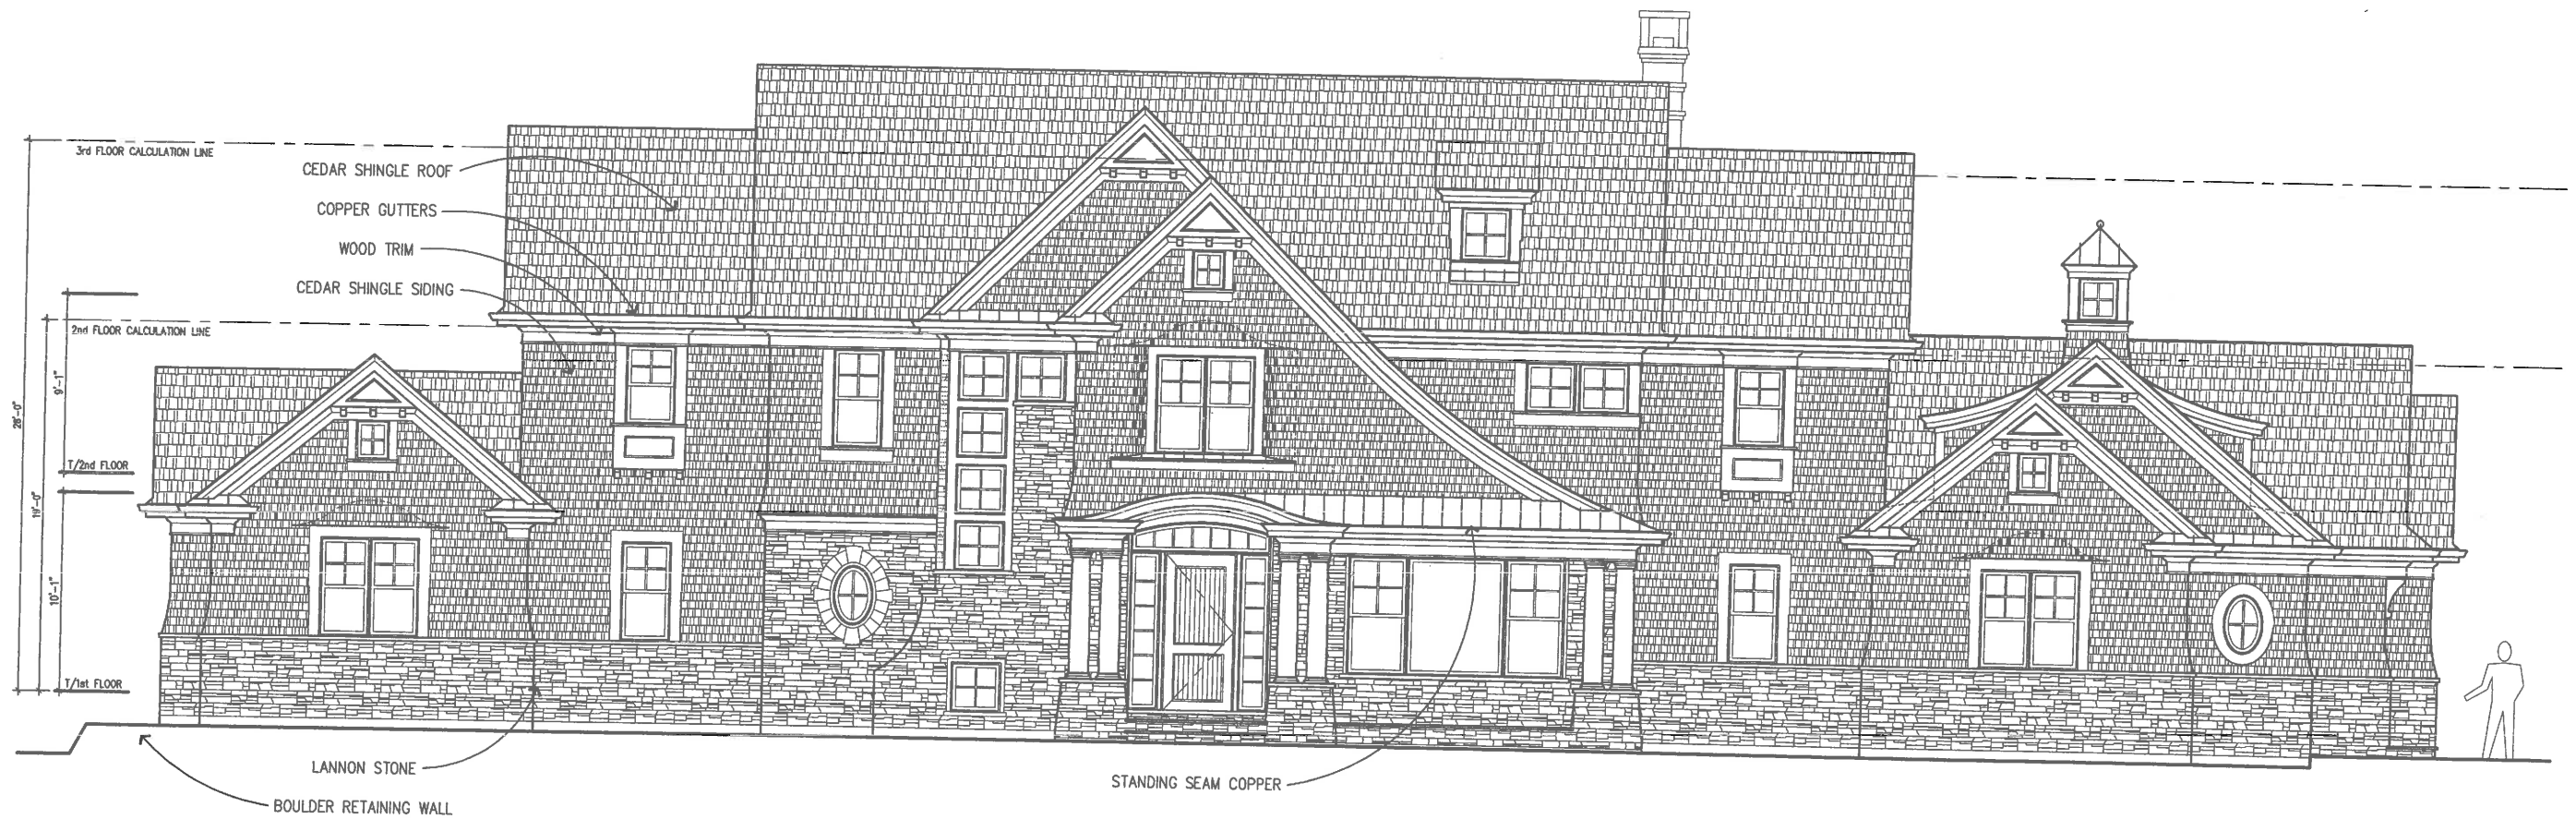 3rd FLOOR CALCULATION LINE
CEDAR SHINGLE ROOF
COPPER GUTTERS
WOOD TRIM
CEDAR SHINGLE SIDING
2nd FLOOR CALCULATION LINE
9'-1"
28'-0"
T/2nd FLOOR
19'-0"
10'-1"
T/1st FLOOR
LANNON STONE
STANDING SEAM COPPER
BOULDER RETAINING WALL